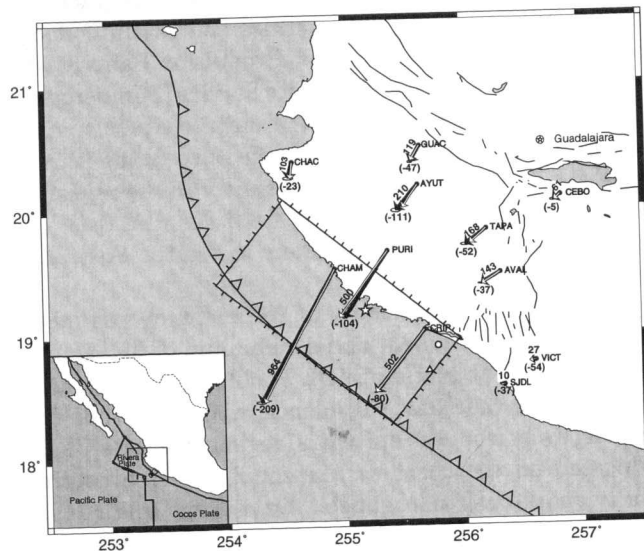 21°
20°
19°
18°
253°
254°
255°
256°
257°
Guadalajara
GUAC
119
(-47)
CHAC
103
(-23)
AYUT
210
(-111)
CEBO
(-5)
TAPA
168
(-52)
PURI
500
(-104)
CHAM
964
(-209)
AVAL
143
(-37)
CRIP
502
(-80)
27
VICT
(-54)
10
SJDL
(-37)
Rivera
Plate
Pacific Plate
Cocos Plate